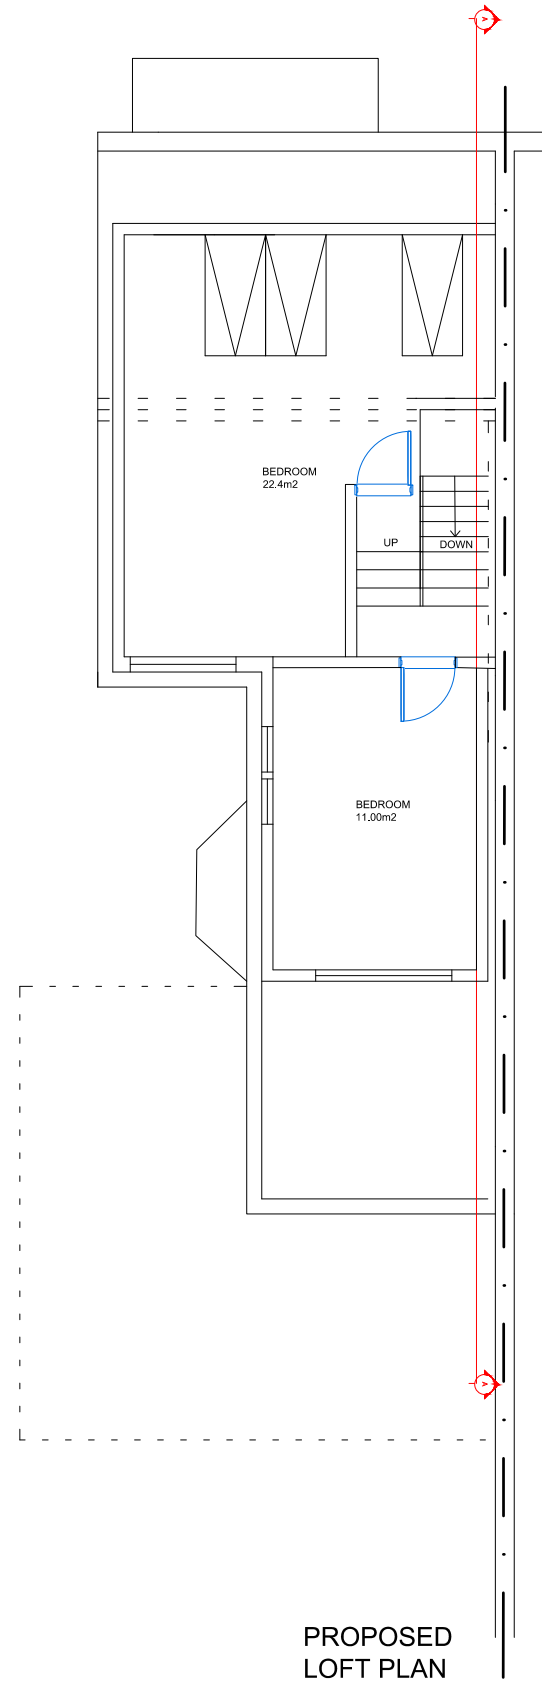 A
BEDROOM
22.4m2
UP
DOWN
BEDROOM
11.00m2
A
PROPOSED
LOFT PLAN